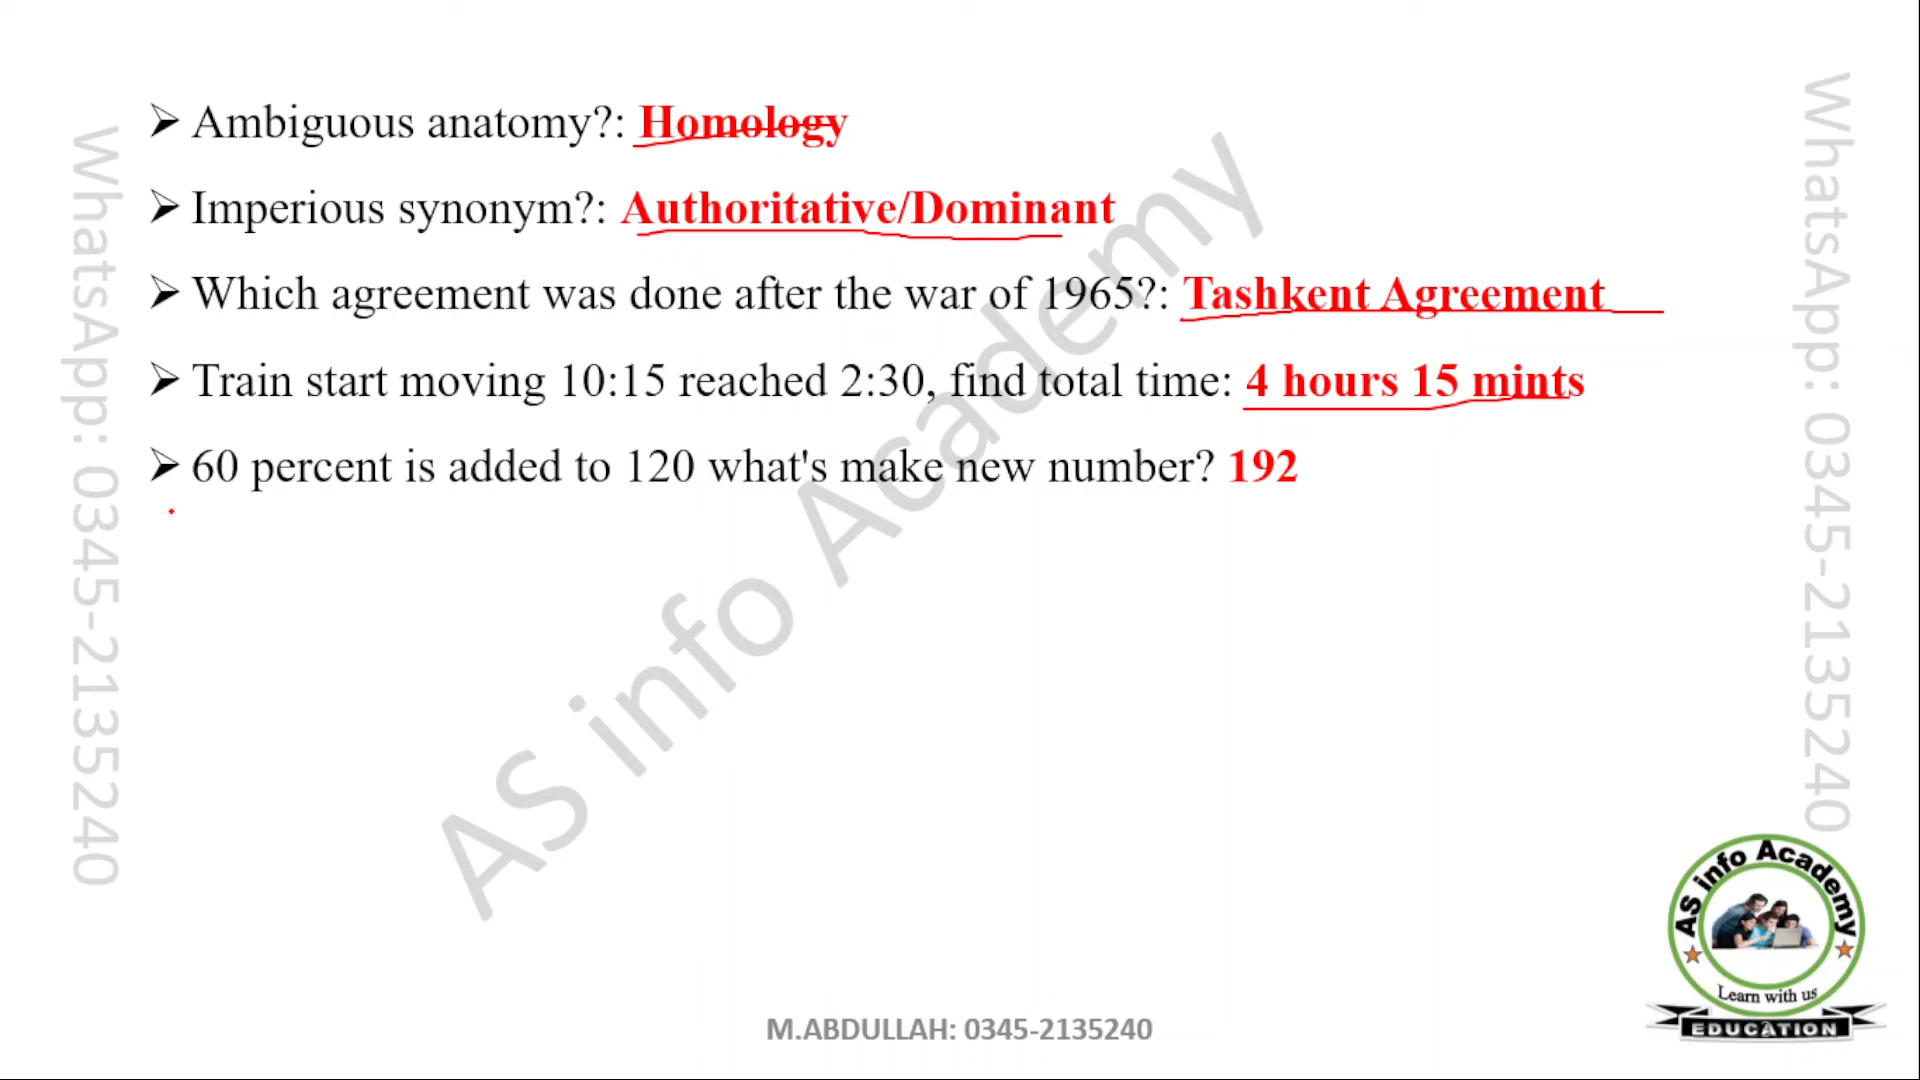 ➢ Ambiguous anatomy?: Homology
➢ Imperious synonym?: Authoritative/Dominant
➢ Which agreement was done after the war of 1965?: Tashkent Agreement
➢ Train start moving 10:15 reached 2:30, find total time: 4 hours 15 mints
➢ 60 percent is added to 120 what's make new number? 192
WhatsApp: 0345-2135240
AS info Academy
WhatsApp: 0345-2135240
AS info Academy
Learn with us
EDUCATION
M.ABDULLAH: 0345-2135240